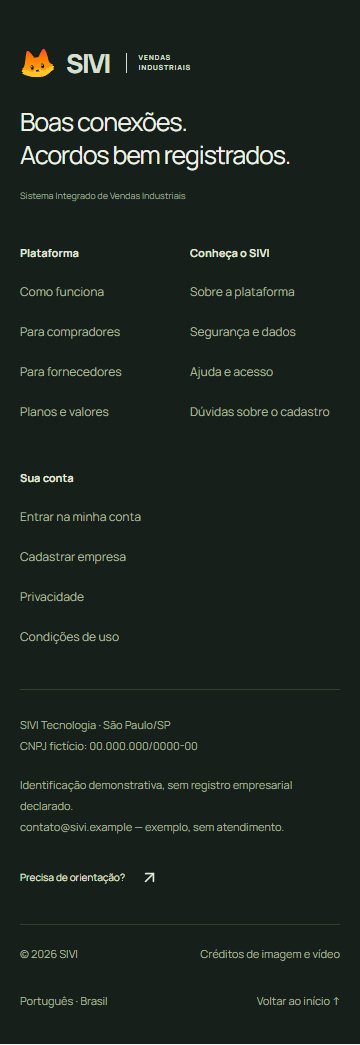 SIVI
VENDAS
INDUSTRIAIS
Boas conexões.
Acordos bem registrados.
Sistema Integrado de Vendas Industriais
Plataforma
Como funciona
Para compradores
Para fornecedores
Planos e valores
Conheça o SIVI
Sobre a plataforma
Segurança e dados
Ajuda e acesso
Dúvidas sobre o cadastro
Sua conta
Entrar na minha conta
Cadastrar empresa
Privacidade
Condições de uso
SIVI Tecnologia · São Paulo/SP
CNPJ fictício: 00.000.000/0000-00
Identificação demonstrativa, sem registro empresarial
declarado.
contato@sivi.example — exemplo, sem atendimento.
Precisa de orientação?
© 2026 SIVI
Créditos de imagem e vídeo
Português · Brasil
Voltar ao início ↑